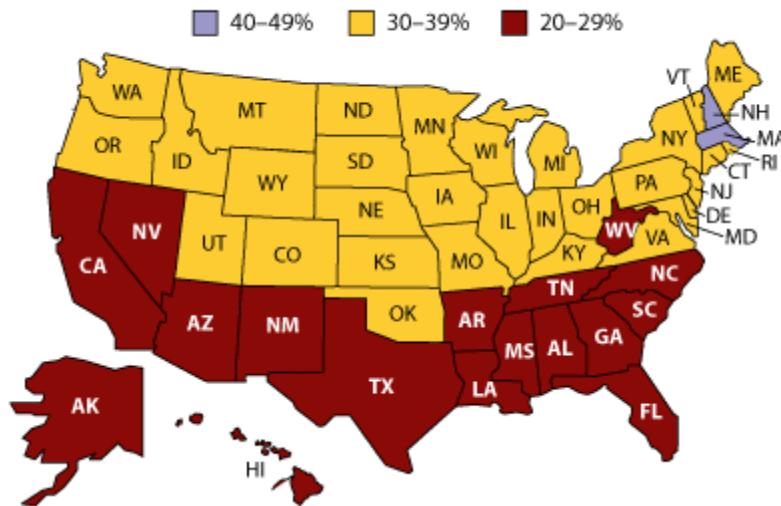 40–49% 30–39% 20–29%
WA
MT
ND
MN
VT
ME
NH
MA
RI
CT
NY
OR
ID
SD
WI
MI
WY
IA
PA
NJ
DE
MD
NE
IL
IN
OH
WV
VA
NV
UT
CO
KS
MO
KY
CA
AZ
NM
OK
AR
TN
NC
SC
TX
MS
AL
GA
LA
FL
AK
HI